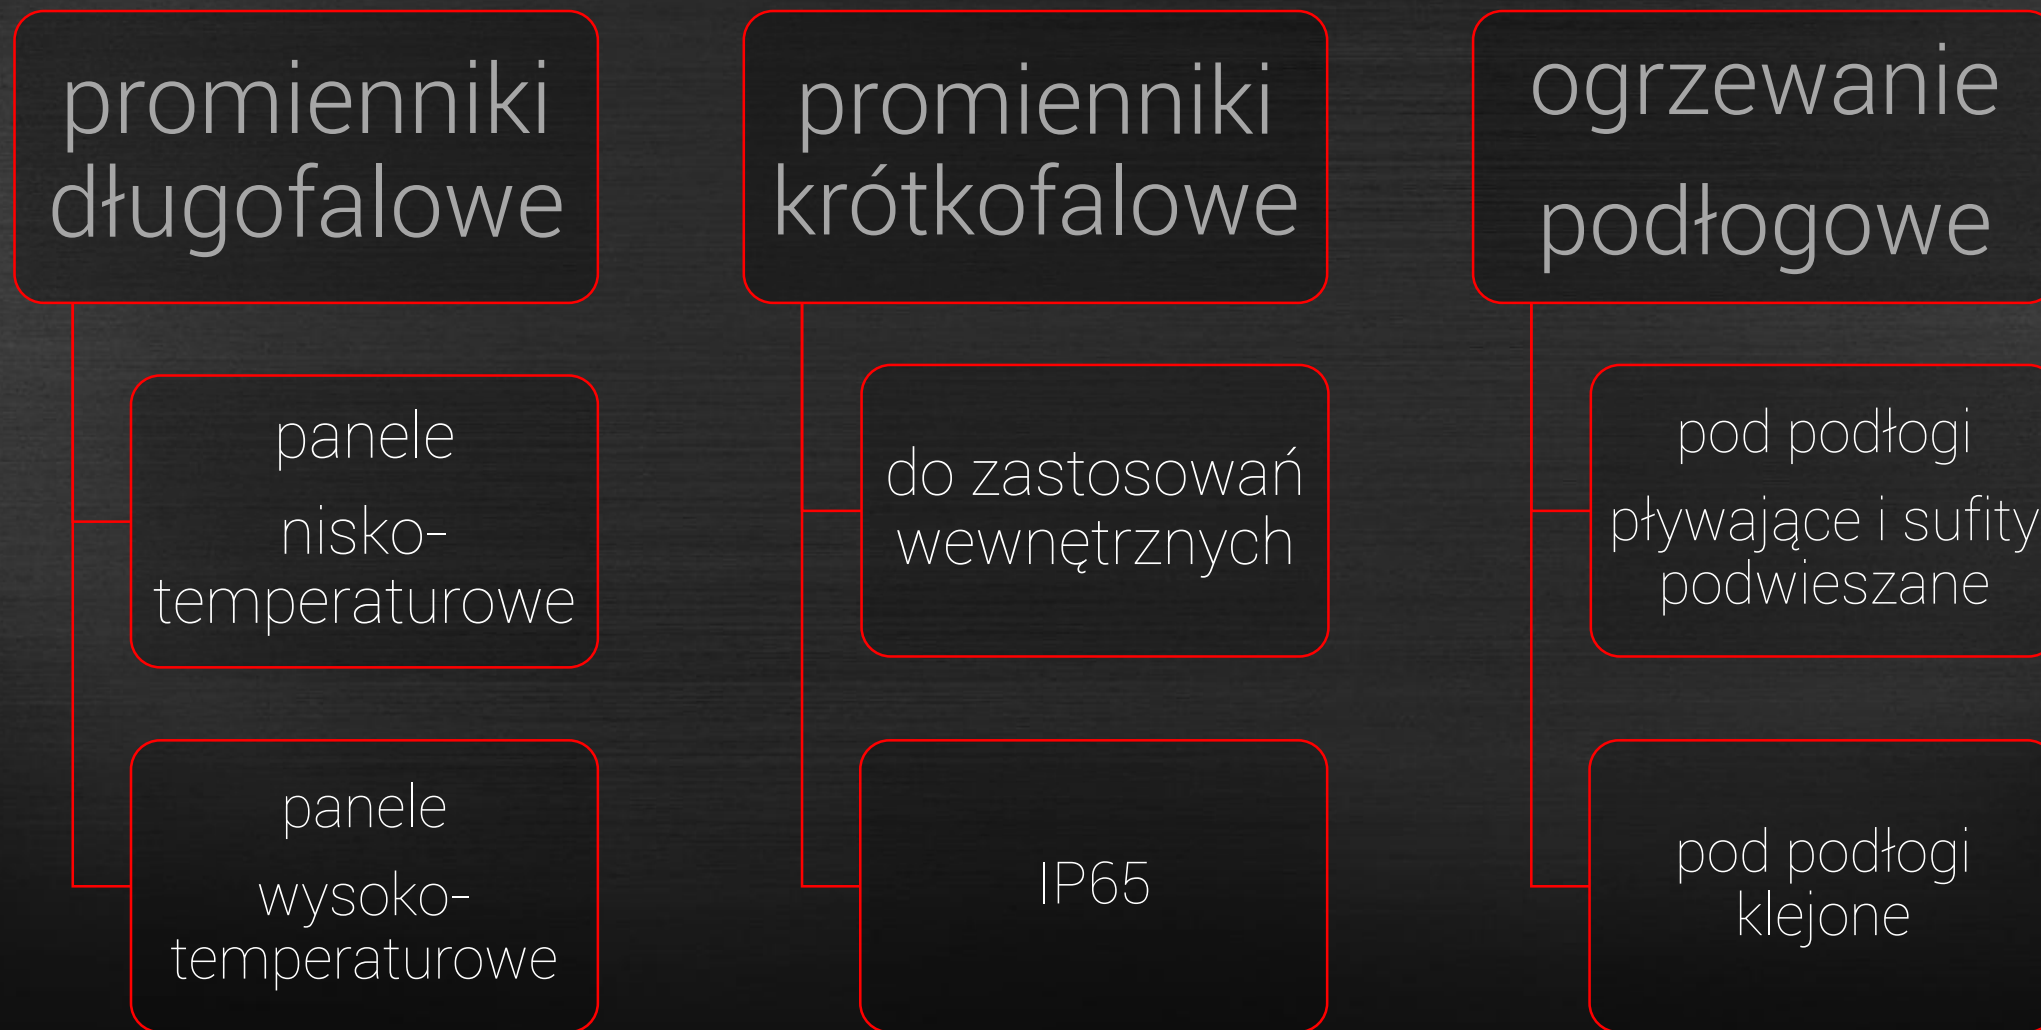 promienniki
długofalowe
panele
nisko-
temperaturowe
panele
wysoko-
temperaturowe
promienniki
krótkofalowe
do zastosowań
wewnętrznych
IP65
ogrzewanie
podłogowe
pod podłogi
pływające i sufity
podwieszane
pod podłogi
klejone